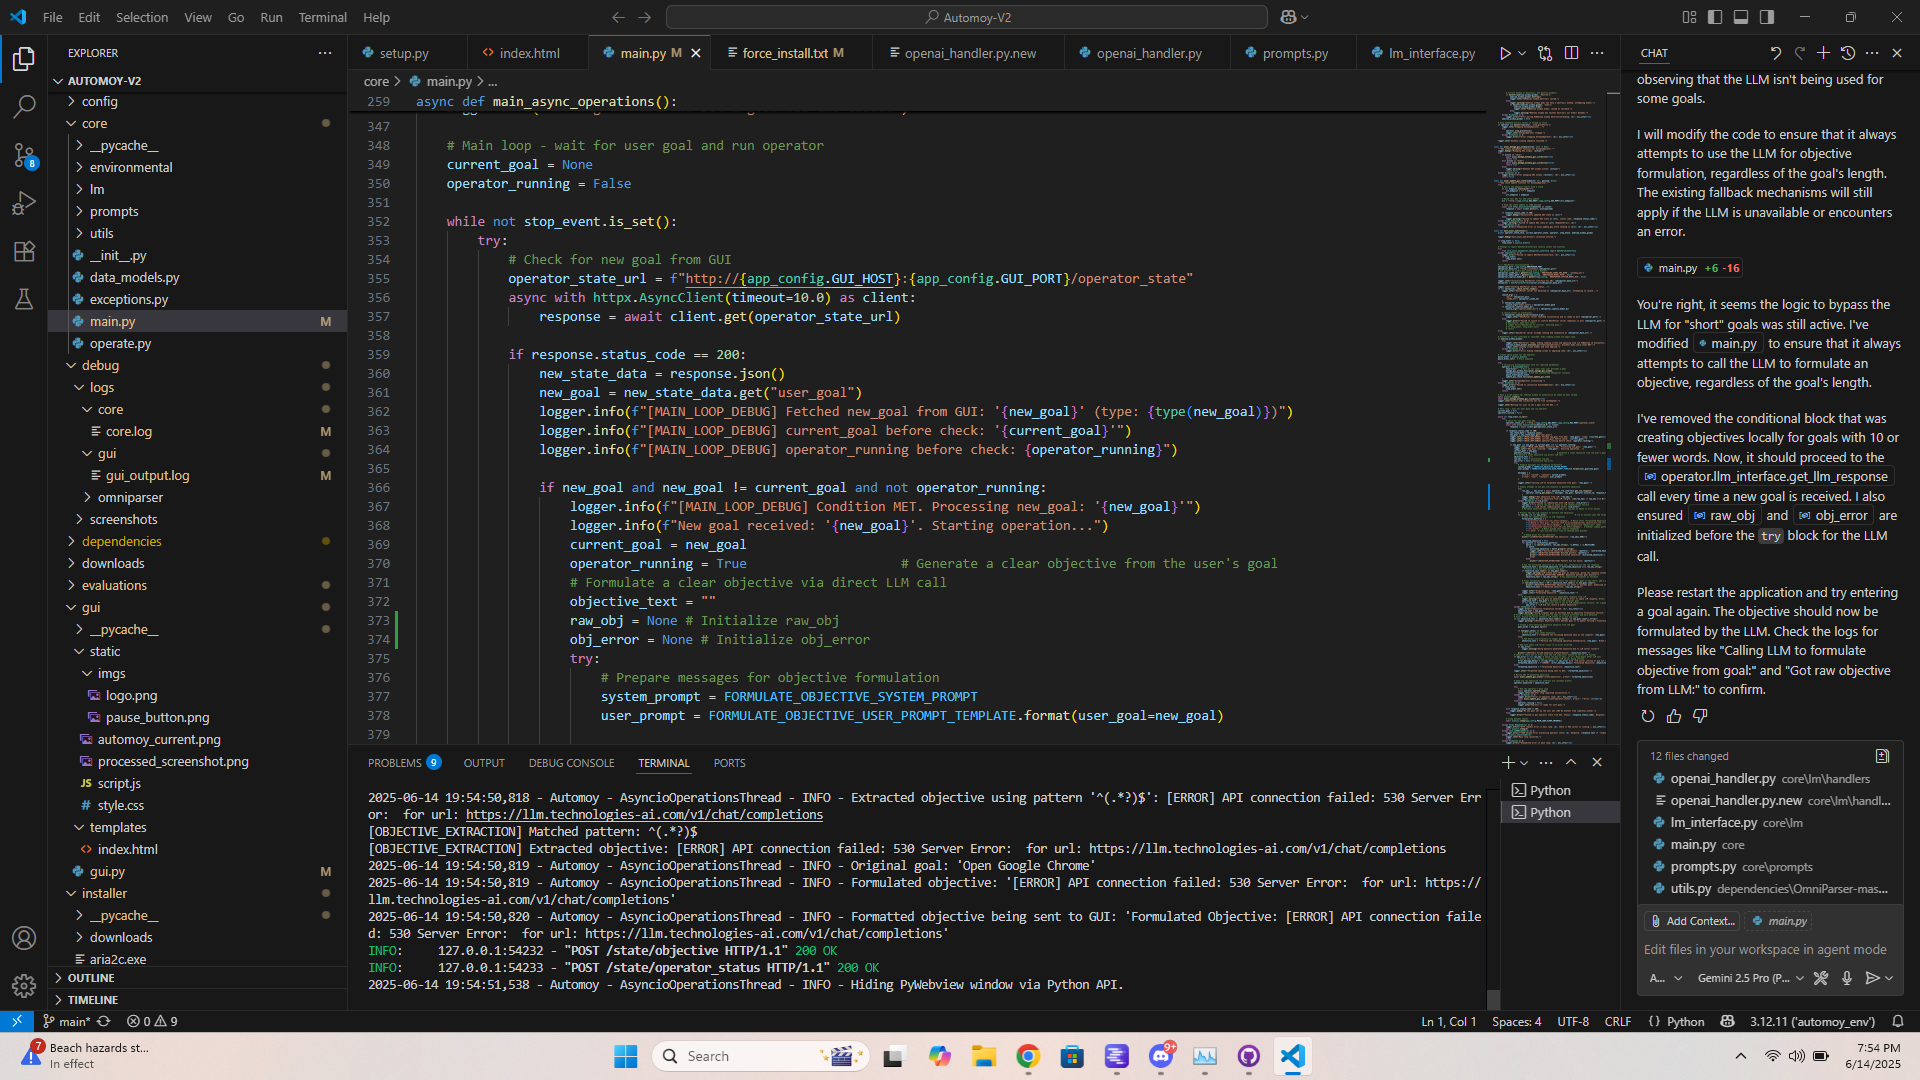 File Edit Selection View Go Run Terminal Help
Automoy-V2
EXPLORER
AUTOMOY-V2
config
core
__pycache__
environmental
lm
prompts
utils
__init__.py
data_models.py
exceptions.py
main.py M
operate.py
debug
logs
core
core.log M
gui
gui_output.log M
omniparser
screenshots
dependencies
downloads
evaluations
gui
__pycache__
static
imgs
logo.png
pause_button.png
automoy_current.png
processed_screenshot.png
JS script.js
# style.css
templates
index.html
gui.py M
installer
__pycache__
downloads
aria2c.exe
OUTLINE
TIMELINE
setup.py
index.html
main.py M
force_install.txt M
openai_handler.py.new
openai_handler.py
prompts.py
lm_interface.py
core > main.py > ...
259 async def main_async_operations():
347
348 # Main loop - wait for user goal and run operator
349 current_goal = None
350 operator_running = False
351
352 while not stop_event.is_set():
353 try:
354 # Check for new goal from GUI
355 operator_state_url = f"http://{app_config.GUI_HOST}:{app_config.GUI_PORT}/operator_state"
356 async with httpx.AsyncClient(timeout=10.0) as client:
357 response = await client.get(operator_state_url)
358
359 if response.status_code == 200:
360 new_state_data = response.json()
361 new_goal = new_state_data.get("user_goal")
362 logger.info(f"[MAIN_LOOP_DEBUG] Fetched new_goal from GUI: '{new_goal}' (type: {type(new_goal)})")
363 logger.info(f"[MAIN_LOOP_DEBUG] current_goal before check: '{current_goal}'")
364 logger.info(f"[MAIN_LOOP_DEBUG] operator_running before check: {operator_running}")
365
366 if new_goal and new_goal != current_goal and not operator_running:
367 logger.info(f"[MAIN_LOOP_DEBUG] Condition MET. Processing new_goal: '{new_goal}'")
368 logger.info(f"New goal received: '{new_goal}'. Starting operation...")
369 current_goal = new_goal
370 operator_running = True # Generate a clear objective from the user's goal
371 # Formulate a clear objective via direct LLM call
372 objective_text = ""
373 raw_obj = None # Initialize raw_obj
374 obj_error = None # Initialize obj_error
375 try:
376 # Prepare messages for objective formulation
377 system_prompt = FORMULATE_OBJECTIVE_SYSTEM_PROMPT
378 user_prompt = FORMULATE_OBJECTIVE_USER_PROMPT_TEMPLATE.format(user_goal=new_goal)
379
PROBLEMS 9 OUTPUT DEBUG CONSOLE TERMINAL PORTS
2025-06-14 19:54:50,818 - Automoy - AsyncioOperationsThread - INFO - Extracted objective using pattern '^(.*?)$': [ERROR] API connection failed: 530 Server Err
or:  for url: https://llm.technologies-ai.com/v1/chat/completions
[OBJECTIVE_EXTRACTION] Matched pattern: ^(.*?)$
[OBJECTIVE_EXTRACTION] Extracted objective: [ERROR] API connection failed: 530 Server Error:  for url: https://llm.technologies-ai.com/v1/chat/completions
2025-06-14 19:54:50,819 - Automoy - AsyncioOperationsThread - INFO - Original goal: 'Open Google Chrome'
2025-06-14 19:54:50,819 - Automoy - AsyncioOperationsThread - INFO - Formulated objective: '[ERROR] API connection failed: 530 Server Error:  for url: https://
llm.technologies-ai.com/v1/chat/completions'
2025-06-14 19:54:50,820 - Automoy - AsyncioOperationsThread - INFO - Formatted objective being sent to GUI: 'Formulated Objective: [ERROR] API connection faile
d: 530 Server Error:  for url: https://llm.technologies-ai.com/v1/chat/completions'
INFO:     127.0.0.1:54232 - "POST /state/objective HTTP/1.1" 200 OK
INFO:     127.0.0.1:54233 - "POST /state/operator_status HTTP/1.1" 200 OK
2025-06-14 19:54:51,538 - Automoy - AsyncioOperationsThread - INFO - Hiding PyWebview window via Python API.
Python
Python
CHAT
observing that the LLM isn't being used for
some goals.
I will modify the code to ensure that it always
attempts to use the LLM for objective
formulation, regardless of the goal's length.
The existing fallback mechanisms will still
apply if the LLM is unavailable or encounters
an error.
main.py +6 -16
You're right, it seems the logic to bypass the
LLM for "short" goals was still active. I've
modified main.py to ensure that it always
attempts to call the LLM to formulate an
objective, regardless of the goal's length.
I've removed the conditional block that was
creating objectives locally for goals with 10 or
fewer words. Now, it should proceed to the
operator.llm_interface.get_llm_response
call every time a new goal is received. I also
ensured raw_obj and obj_error are
initialized before the try block for the LLM
call.
Please restart the application and try entering
a goal again. The objective should now be
formulated by the LLM. Check the logs for
messages like "Calling LLM to formulate
objective from goal:" and "Got raw objective
from LLM:" to confirm.
12 files changed
openai_handler.py core\lm\handlers
openai_handler.py.new core\lm\handl...
lm_interface.py core\lm
main.py core
prompts.py core\prompts
utils.py dependencies\OmniParser-mas...
Add Context... main.py
Edit files in your workspace in agent mode
A... Gemini 2.5 Pro (P...
8
main* 0 9
Ln 1, Col 1 Spaces: 4 UTF-8 CRLF {} Python 3.12.11 ('automoy_env')
7
Beach hazards st...
In effect
Search
9+
7:54 PM
6/14/2025